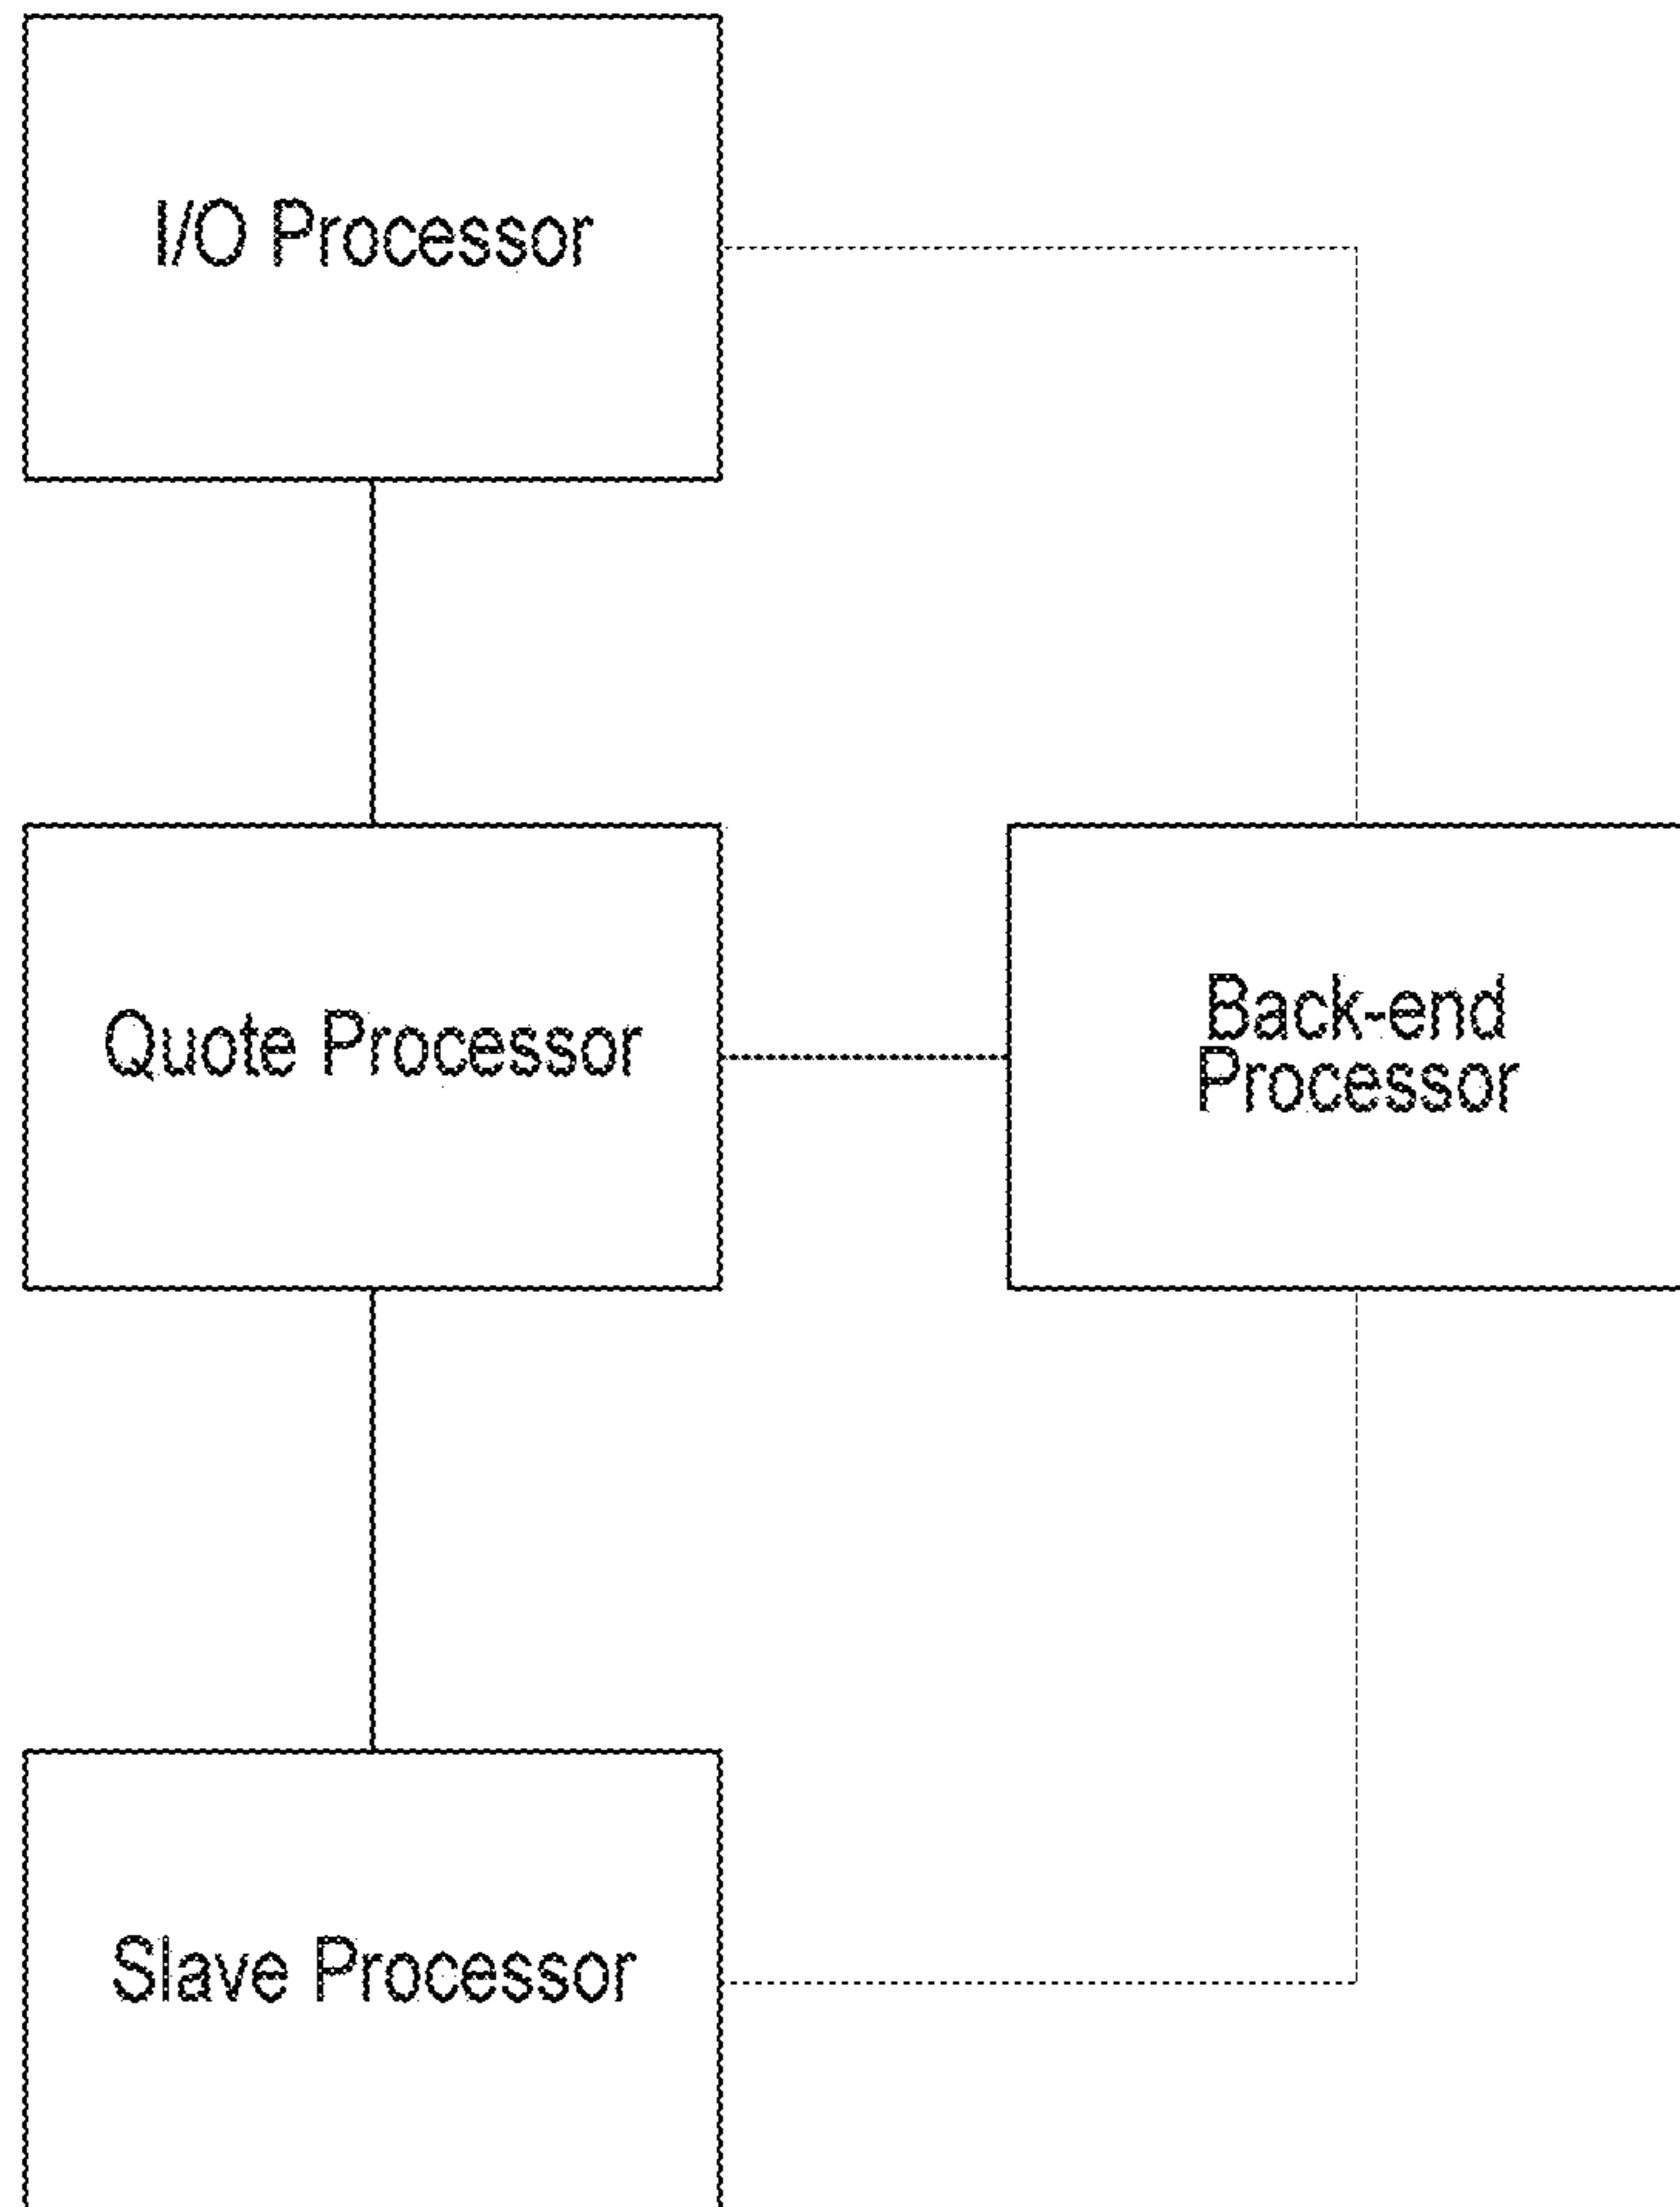 I/O Processor
Quote Processor
Back-end
Processor
Slave Processor